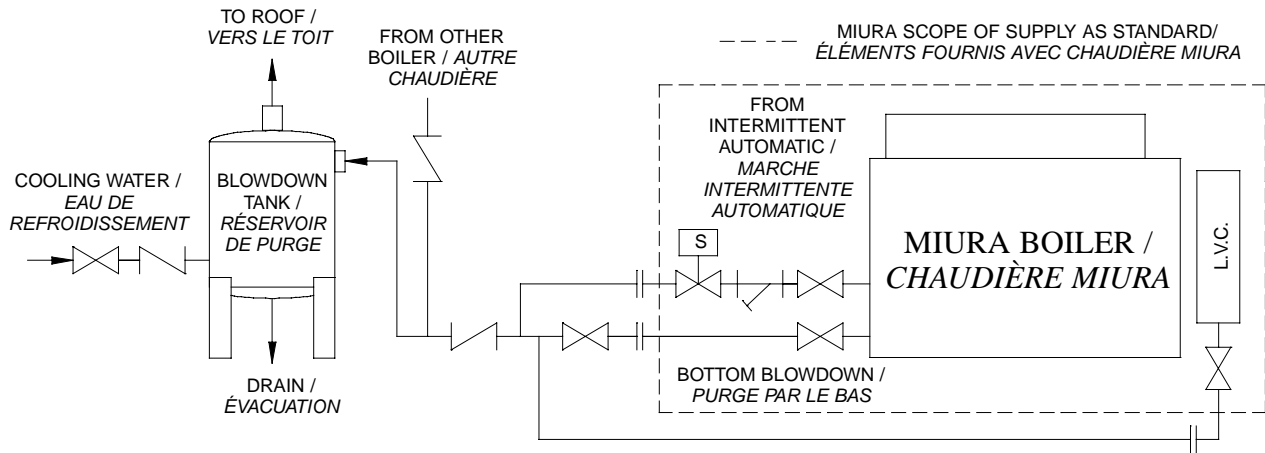 TO ROOF /
VERS LE TOIT
FROM OTHER
BOILER / AUTRE
CHAUDIÈRE
MIURA SCOPE OF SUPPLY AS STANDARD/
ÉLÉMENTS FOURNIS AVEC CHAUDIÈRE MIURA
COOLING WATER /
EAU DE
REFROIDISSEMENT
BLOWDOWN
TANK /
RÉSERVOIR
DE PURGE
FROM
INTERMITTENT
AUTOMATIC /
MARCHE
INTERMITTENTE
AUTOMATIQUE
S
MIURA BOILER /
CHAUDIÈRE MIURA
L.V.C.
BOTTOM BLOWDOWN /
PURGE PAR LE BAS
DRAIN /
ÉVACUATION